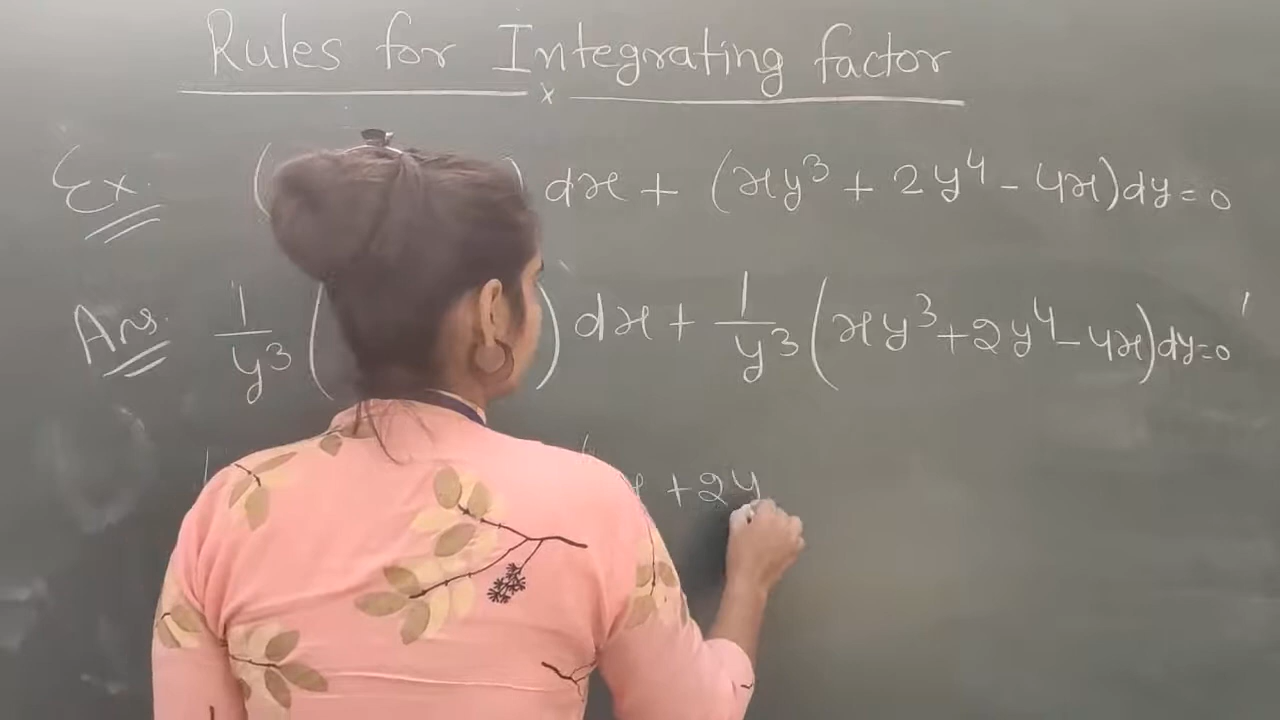 Rules for Integrating factor
x
Ex. ( ) dx + (xy³ + 2y⁴ - 4x) dy = 0
Ans. 1/y³ ( ) dx + 1/y³ (xy³ + 2y⁴ - 4x) dy = 0
x + 2y